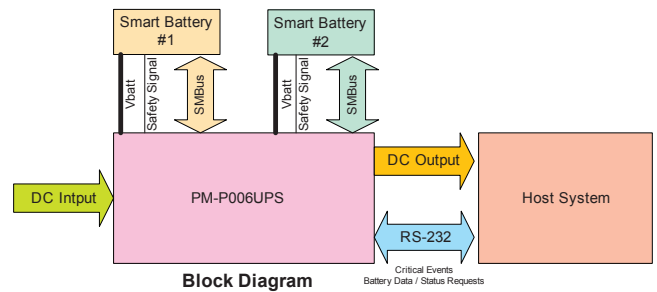 Smart Battery
#1
Smart Battery
#2
Vbatt
Safety Signal
SMBus
Vbatt
Safety Signal
SMBus
DC Intput
PM-P006UPS
DC Output
Host System
RS-232
Critical Events
Battery Data / Status Requests
Block Diagram